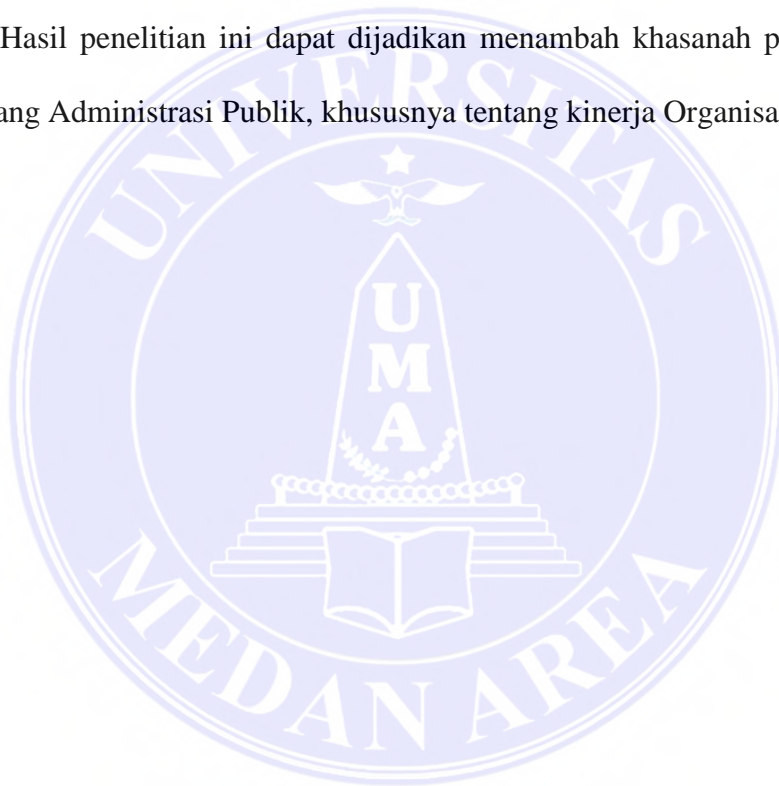 Hasil penelitian ini dapat dijadikan menambah khasanah p
ang Administrasi Publik, khususnya tentang kinerja Organisa
UNIVERSITAS
UMA
MEDAN AREA